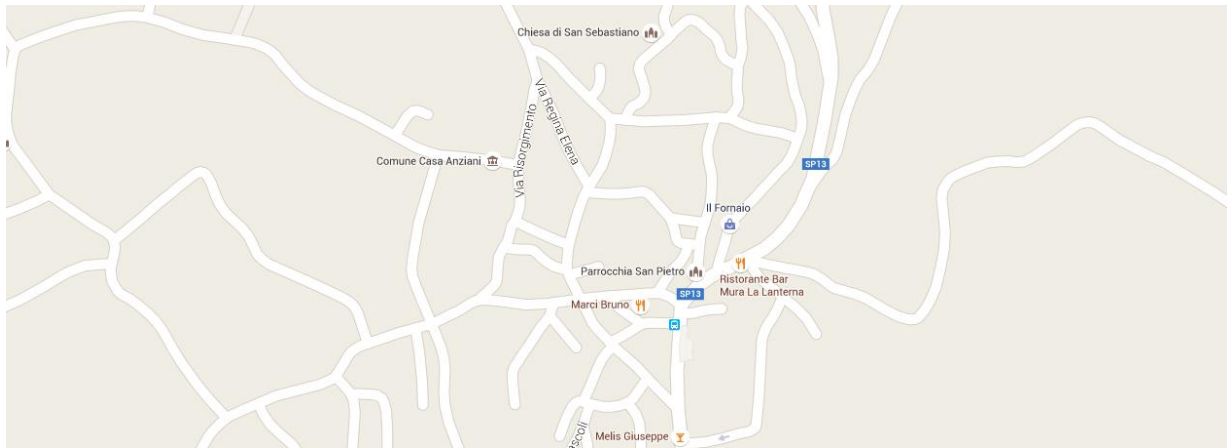 Chiesa di San Sebastiano
Via Regina Elena
Via Risorgimento
Comune Casa Anziani
SP13
Il Fornaio
Parrocchia San Pietro
Ristorante Bar
Mura La Lanterna
SP13
Marci Bruno
Melis Giuseppe